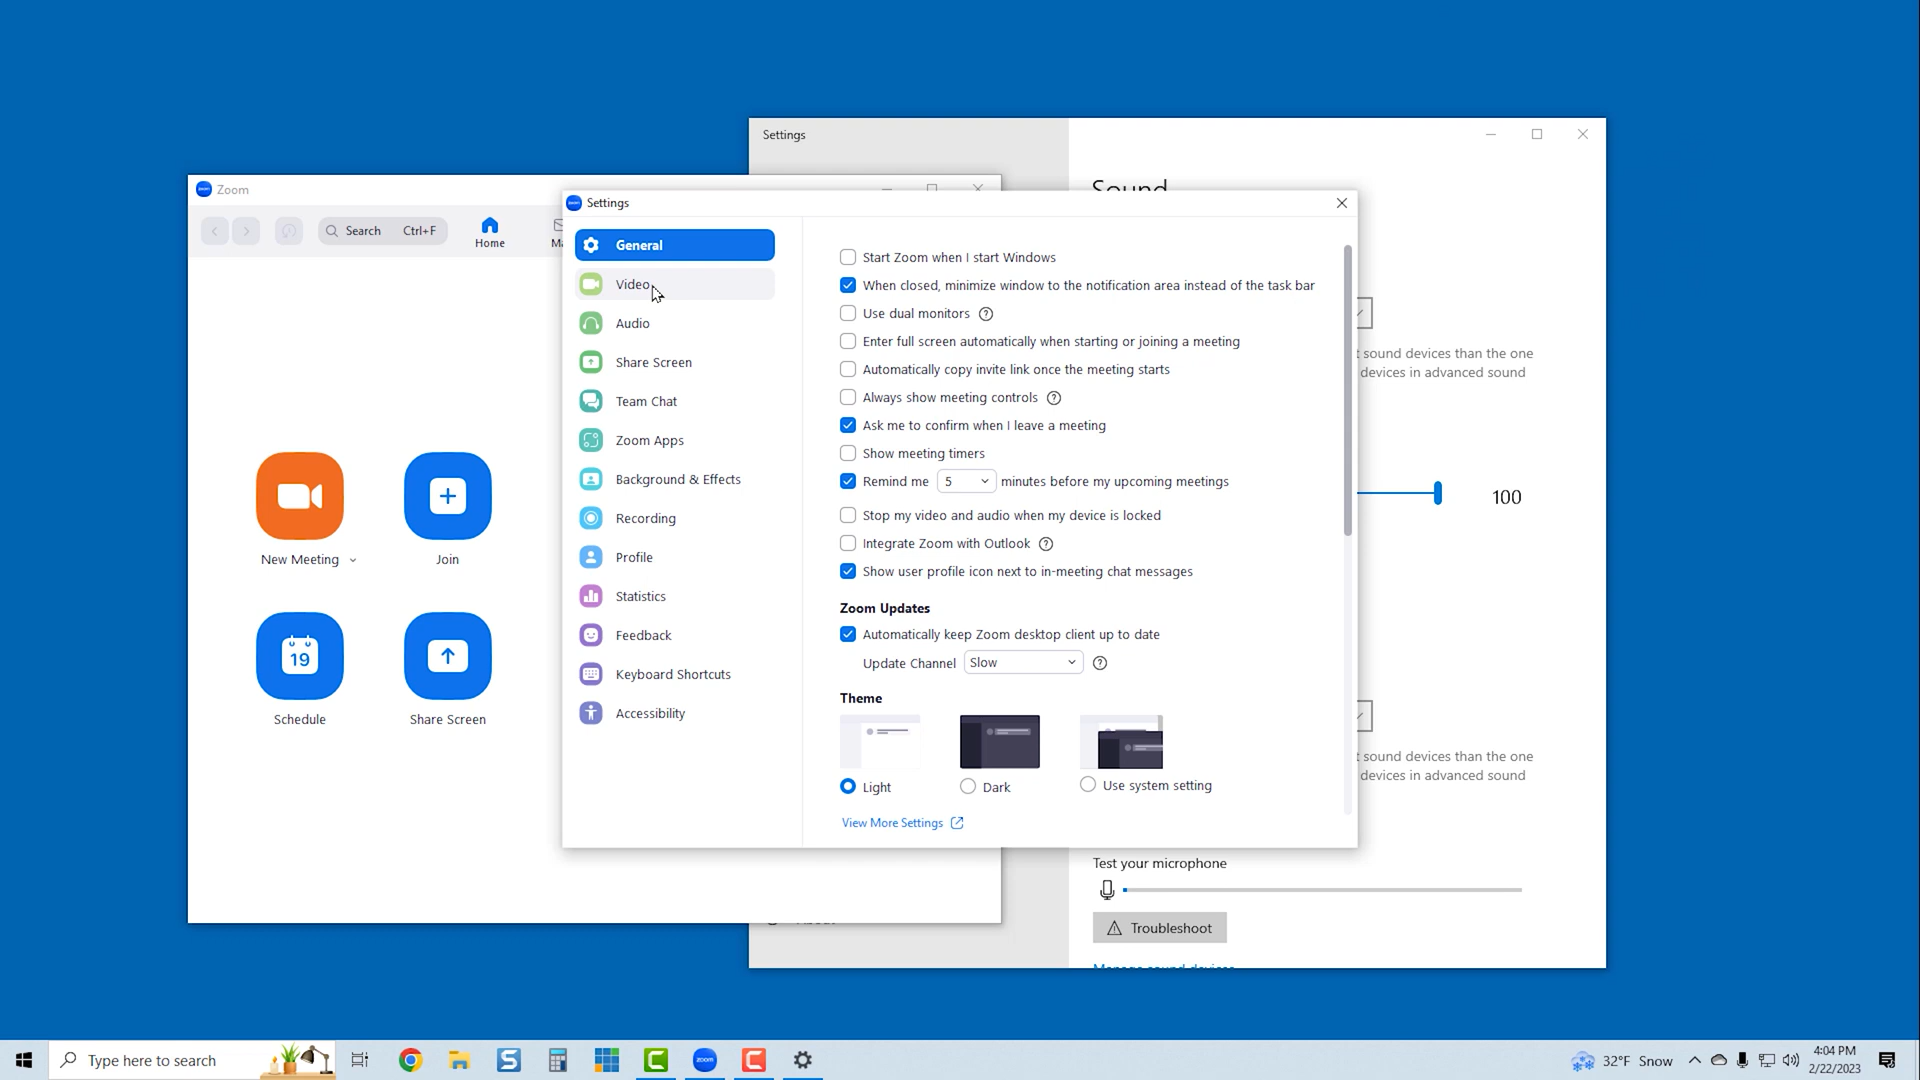 Settings
Sound
Zoom
Search Ctrl+F
Home
Settings
General
Video
Audio
Share Screen
Team Chat
Zoom Apps
Background & Effects
Recording
Profile
Statistics
Feedback
Keyboard Shortcuts
Accessibility
Start Zoom when I start Windows
When closed, minimize window to the notification area instead of the task bar
Use dual monitors
Enter full screen automatically when starting or joining a meeting
Automatically copy invite link once the meeting starts
Always show meeting controls
Ask me to confirm when I leave a meeting
Show meeting timers
Remind me 5 minutes before my upcoming meetings
Stop my video and audio when my device is locked
Integrate Zoom with Outlook
Show user profile icon next to in-meeting chat messages
Zoom Updates
Automatically keep Zoom desktop client up to date
Update Channel Slow
Theme
Light
Dark
Use system setting
View More Settings
New Meeting
Join
19
Schedule
Share Screen
t sound devices than the one
devices in advanced sound
100
t sound devices than the one
devices in advanced sound
Test your microphone
Troubleshoot
Manage sound devices
Type here to search
zoom
32°F Snow
4:04 PM
2/22/2023